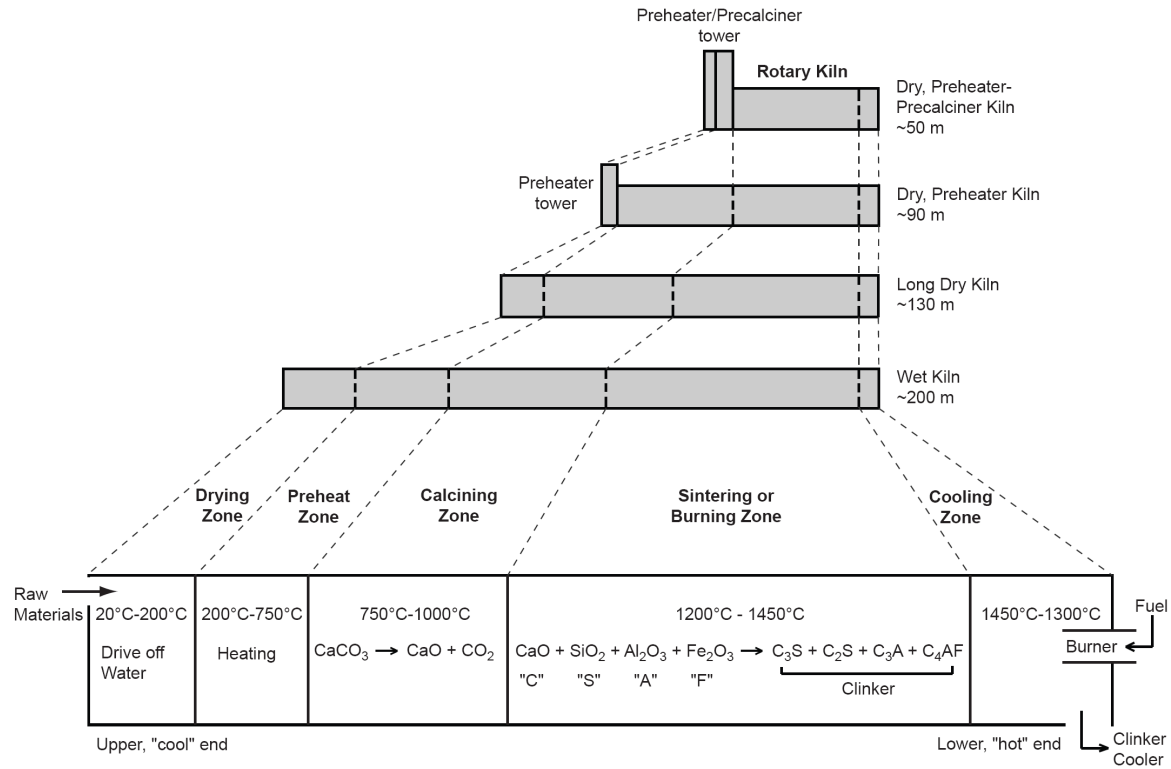 Preheater/Precalciner
tower
Rotary Kiln
Dry, Preheater-
Precalciner Kiln
~50 m
Preheater
tower
Dry, Preheater Kiln
~90 m
Long Dry Kiln
~130 m
Wet Kiln
~200 m
Drying
Zone
Preheat
Zone
Calcining
Zone
Sintering or
Burning Zone
Cooling
Zone
Raw
Materials
20°C-200°C
200°C-750°C
750°C-1000°C
1200°C - 1450°C
1450°C-1300°C
Fuel
Burner
Drive off
Water
Heating
CaCO₃ → CaO + CO₂
CaO + SiO₂ + Al₂O₃ + Fe₂O₃ → C₃S + C₂S + C₃A + C₄AF
"C" "S" "A" "F"
Clinker
Upper, "cool" end
Lower, "hot" end
Clinker
Cooler